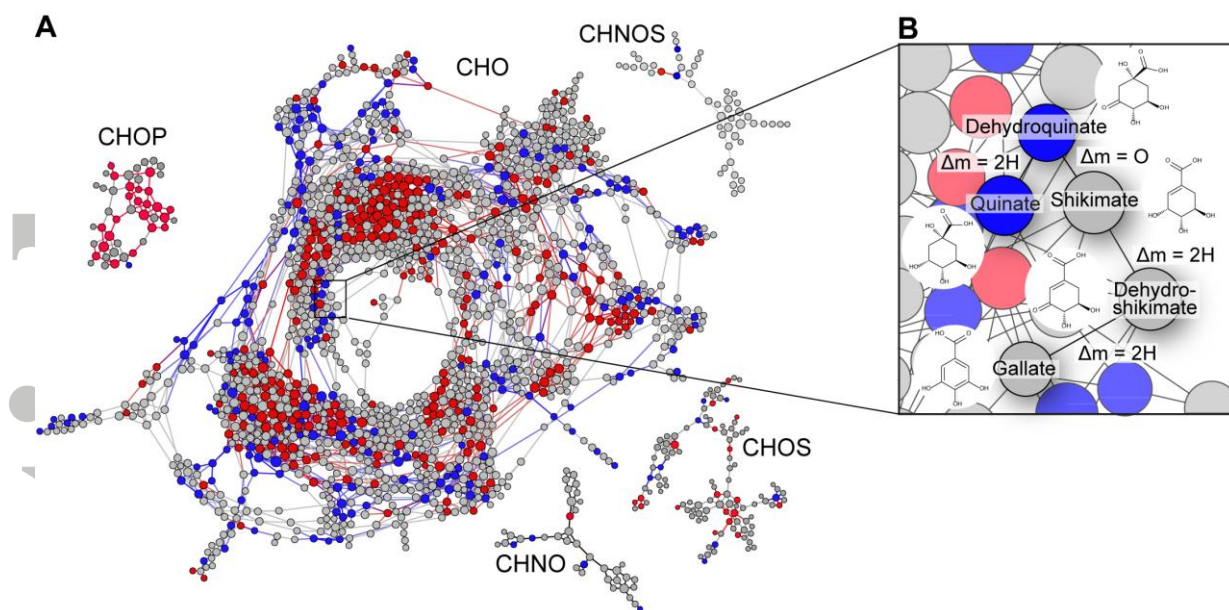 A
CHOP
CHO
CHNOS
CHOS
CHNO
B
Dehydroquinate
Δm = 2H
Δm = O
Quinate
Shikimate
Δm = 2H
Dehydro-
shikimate
Δm = 2H
Gallate